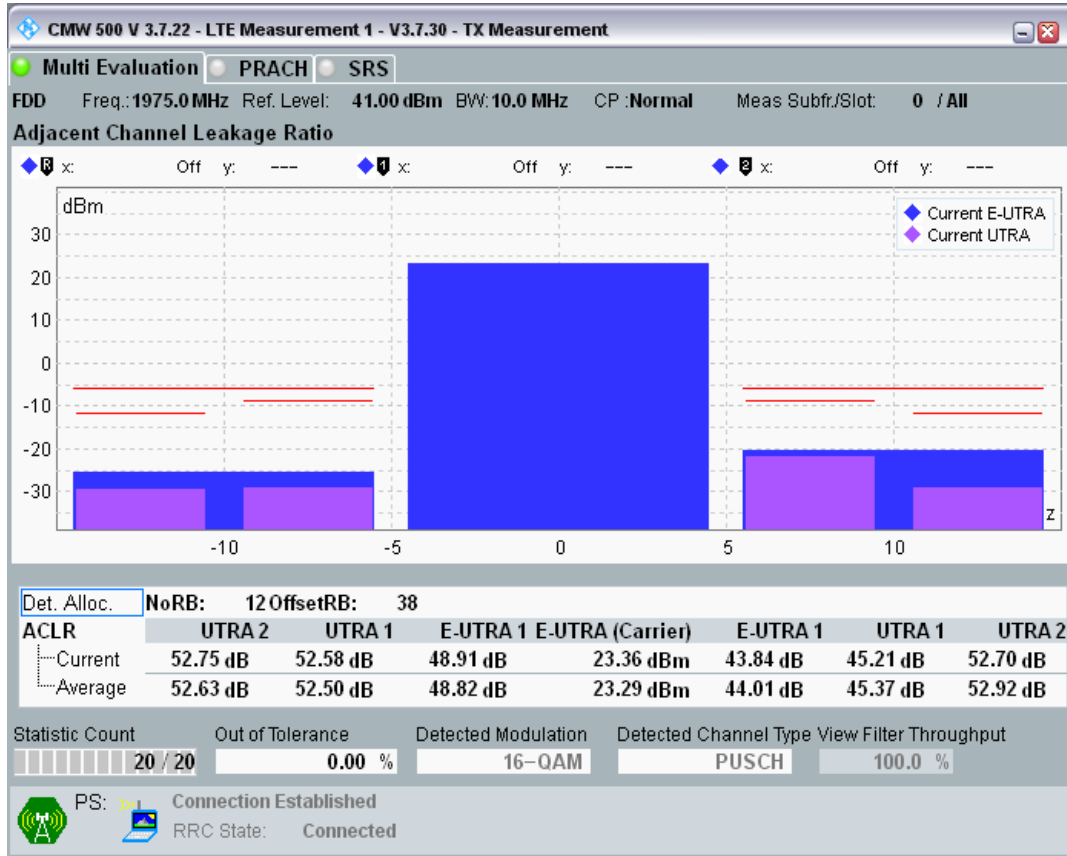 CMW 500 V 3.7.22 - LTE Measurement 1 - V3.7.30 - TX Measurement
Multi Evaluation PRACH SRS
FDD Freq.: 1975.0 MHz Ref. Level: 41.00 dBm BW: 10.0 MHz CP :Normal Meas Subfr./Slot: 0 / All
Adjacent Channel Leakage Ratio
R x: Off y: --- 1 x: Off y: --- 2 x: Off y: ---
dBm
Current E-UTRA
Current UTRA
30
20
10
0
-10
-20
-30
z
-10 -5 0 5 10
Det. Alloc. NoRB: 12 OffsetRB: 38
ACLR UTRA 2 UTRA 1 E-UTRA 1 E-UTRA (Carrier) E-UTRA 1 UTRA 1 UTRA 2
Current 52.75 dB 52.58 dB 48.91 dB 23.36 dBm 43.84 dB 45.21 dB 52.70 dB
Average 52.63 dB 52.50 dB 48.82 dB 23.29 dBm 44.01 dB 45.37 dB 52.92 dB
Statistic Count Out of Tolerance Detected Modulation Detected Channel Type View Filter Throughput
20 / 20 0.00 % 16-QAM PUSCH 100.0 %
PS: Connection Established
RRC State: Connected